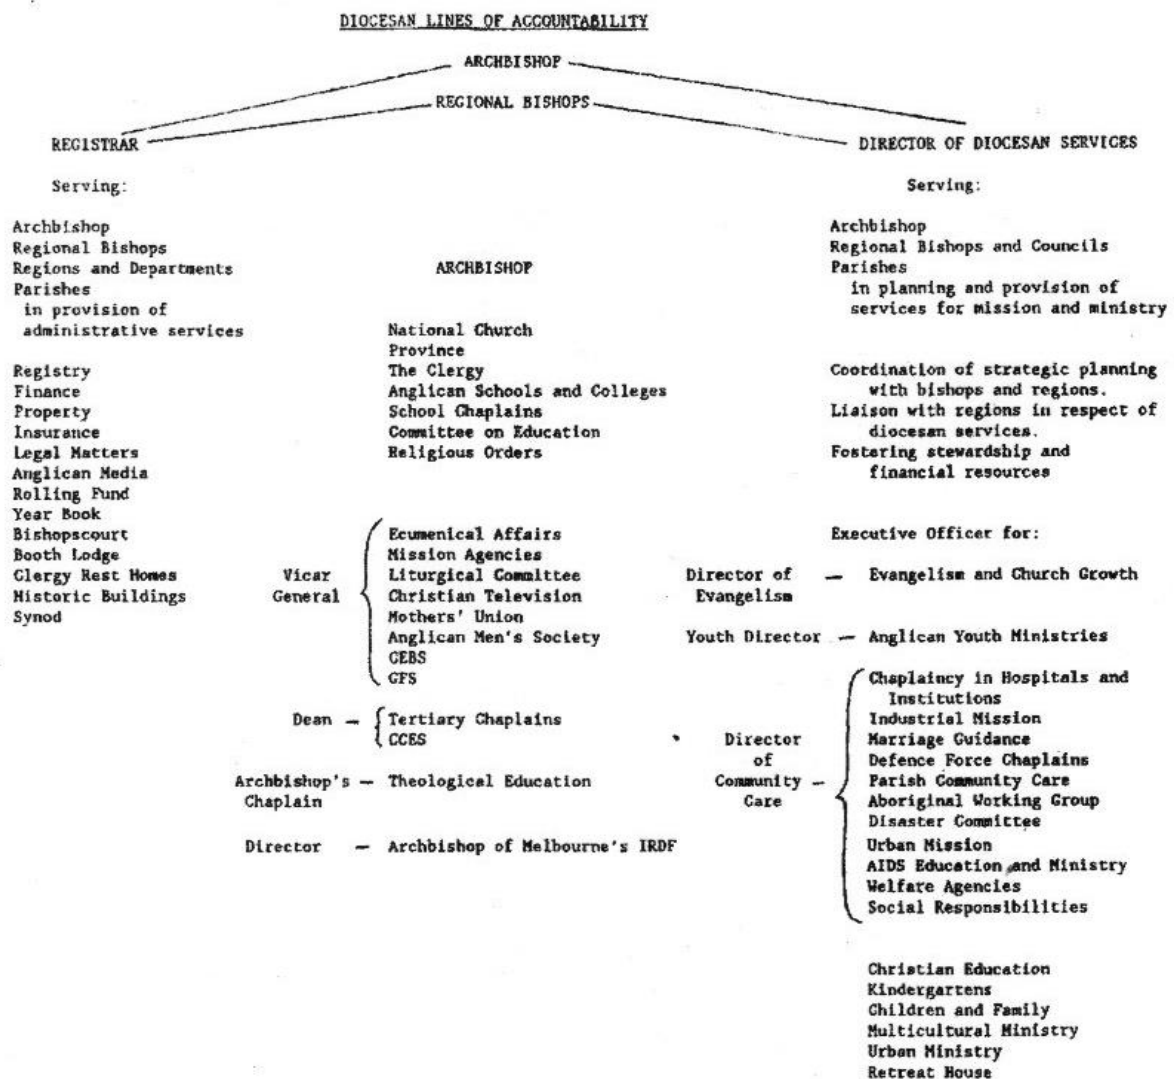 DIOCESAN LINES OF ACCOUNTABILITY
ARCHBISHOP
REGIONAL BISHOPS
REGISTRAR
DIRECTOR OF DIOCESAN SERVICES
Serving:
Archbishop
Regional Bishops
Regions and Departments
Parishes
in provision of
administrative services
Registry
Finance
Property
Insurance
Legal Matters
Anglican Media
Rolling Fund
Year Book
Bishopscourt
Booth Lodge
Clergy Rest Homes
Historic Buildings
Synod
ARCHBISHOP
National Church
Province
The Clergy
Anglican Schools and Colleges
School Chaplains
Committee on Education
Religious Orders
Vicar
General
Ecumenical Affairs
Mission Agencies
Liturgical Committee
Christian Television
Mothers' Union
Anglican Men's Society
CEBS
GFS
Dean —
Tertiary Chaplains
CCES
Archbishop's — Theological Education
Chaplain
Director — Archbishop of Melbourne's IRDF
Serving:
Archbishop
Regional Bishops and Councils
Parishes
in planning and provision of
services for mission and ministry
Coordination of strategic planning
with bishops and regions.
Liaison with regions in respect of
diocesan services.
Fostering stewardship and
financial resources
Executive Officer for:
Director of — Evangelism and Church Growth
Evangelism
Youth Director — Anglican Youth Ministries
Director
of
Community —
Care
Chaplaincy in Hospitals and
Institutions
Industrial Mission
Marriage Guidance
Defence Force Chaplains
Parish Community Care
Aboriginal Working Group
Disaster Committee
Urban Mission
AIDS Education and Ministry
Welfare Agencies
Social Responsibilities
Christian Education
Kindergartens
Children and Family
Multicultural Ministry
Urban Ministry
Retreat House